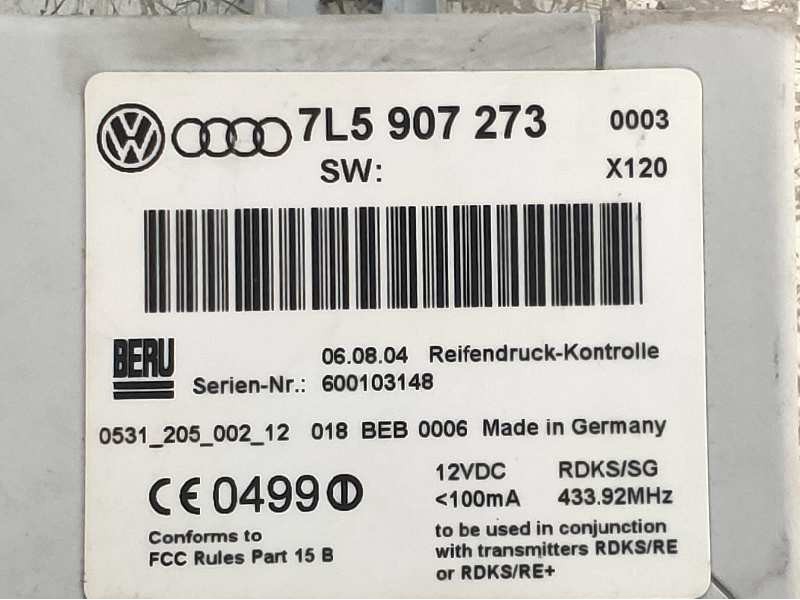 7L5 907 273 0003
SW: X120
BERU 06.08.04 Reifendruck-Kontrolle
Serien-Nr.: 600103148
0531_205_002_12 018 BEB 0006 Made in Germany
CE 0499
12VDC RDKS/SG
<100mA 433.92MHz
Conforms to
FCC Rules Part 15 B
to be used in conjunction
with transmitters RDKS/RE
or RDKS/RE+